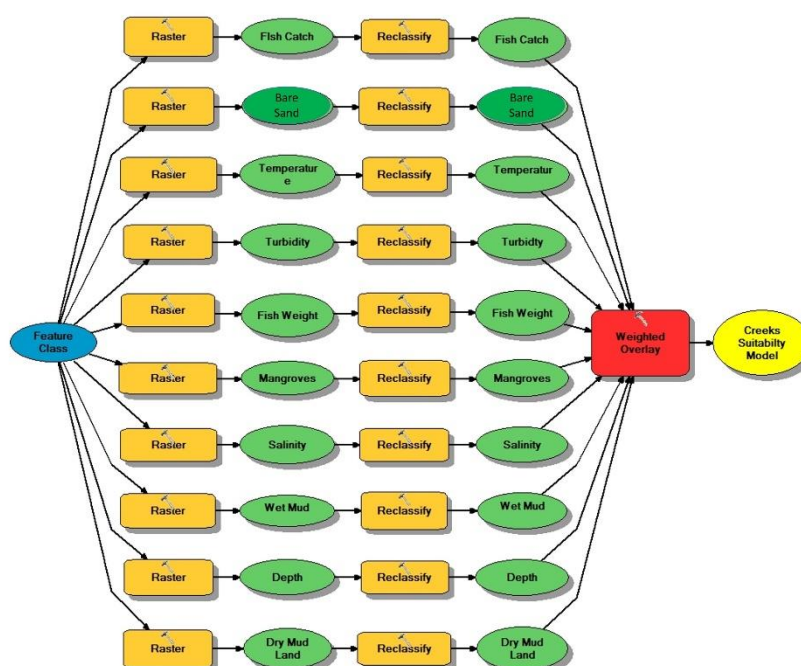 Raster
FIsh Catch
Reclassify
Fish Catch
Raster
Bare
Sand
Reclassify
Bare
Sand
Raster
Temperatur
e
Reclassify
Temperatur
Raster
Turbidity
Reclassify
Turbidty
Raster
Fish Weight
Reclassify
Fish Weight
Feature
Class
Weighted
Overlay
Creeks
Suitabilty
Model
Raster
Mangroves
Reclassify
Mangroves
Raster
Salinity
Reclassify
Salinity
Raster
Wet Mud
Reclassify
Wet Mud
Raster
Depth
Reclassify
Depth
Raster
Dry Mud
Land
Reclassify
Dry Mud
Land